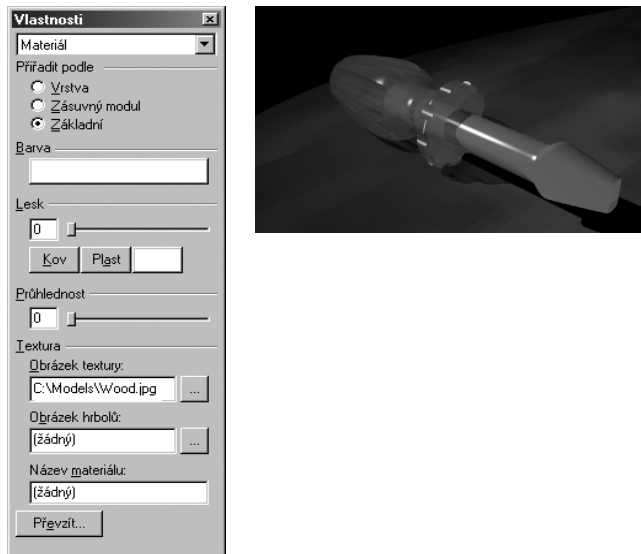 Vlastnosti
Materiál
Přiřadit podle
Vrstva
Zásuvný modul
Základní
Barva
Lesk
0
Kov Plast
Průhlednost
0
Textura
Obrázek textury:
C:\Models\Wood.jpg ...
Obrázek hrbolů:
(žádný) ...
Název materiálu:
(žádný)
Převzít...